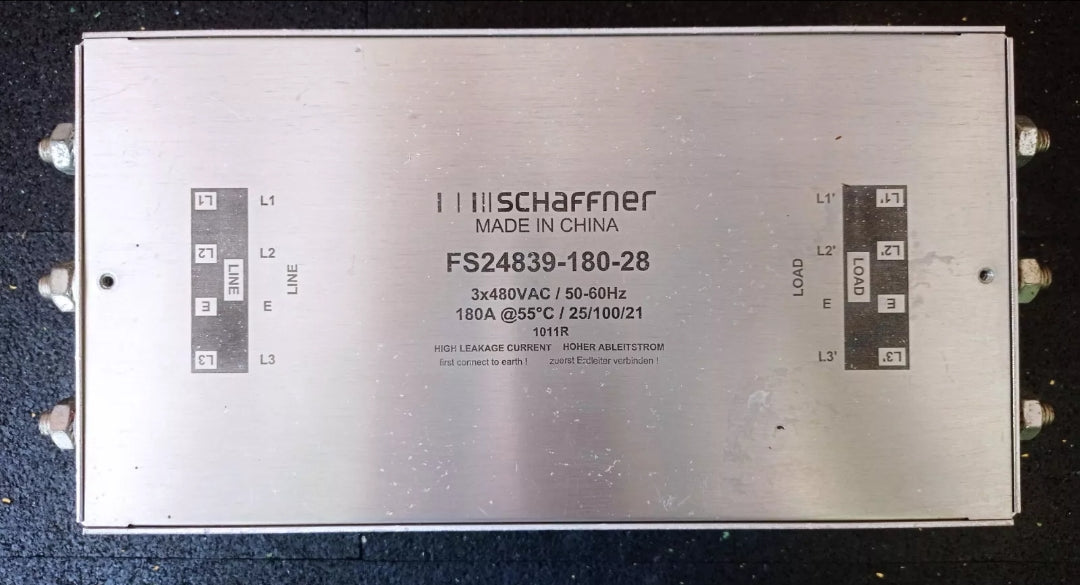 schaffner
MADE IN CHINA
FS24839-180-28
3x480VAC / 50-60Hz
180A @55°C / 25/100/21
1011R
HIGH LEAKAGE CURRENT HOHER ABLEITSTROM
first connect to earth ! zuerst Erdleiter verbinden !
L1
L1
L2
L2
LINE
LINE
E
E
L3
L3
L1'
L1'
L2'
L2'
LOAD
LOAD
E
E
L3'
L3'